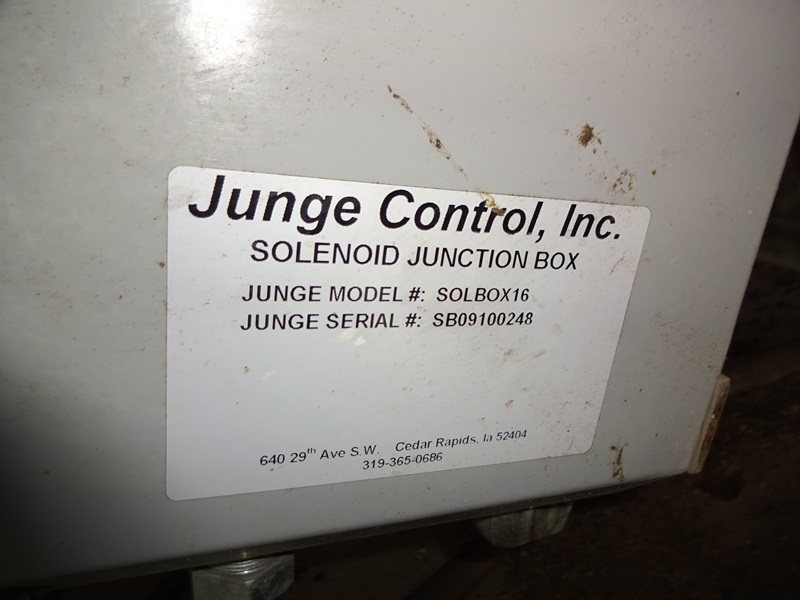 Junge Control, Inc.
SOLENOID JUNCTION BOX
JUNGE MODEL #: SOLBOX16
JUNGE SERIAL #: SB09100248
640 29th Ave S.W. Cedar Rapids, Ia 52404
319-365-0686